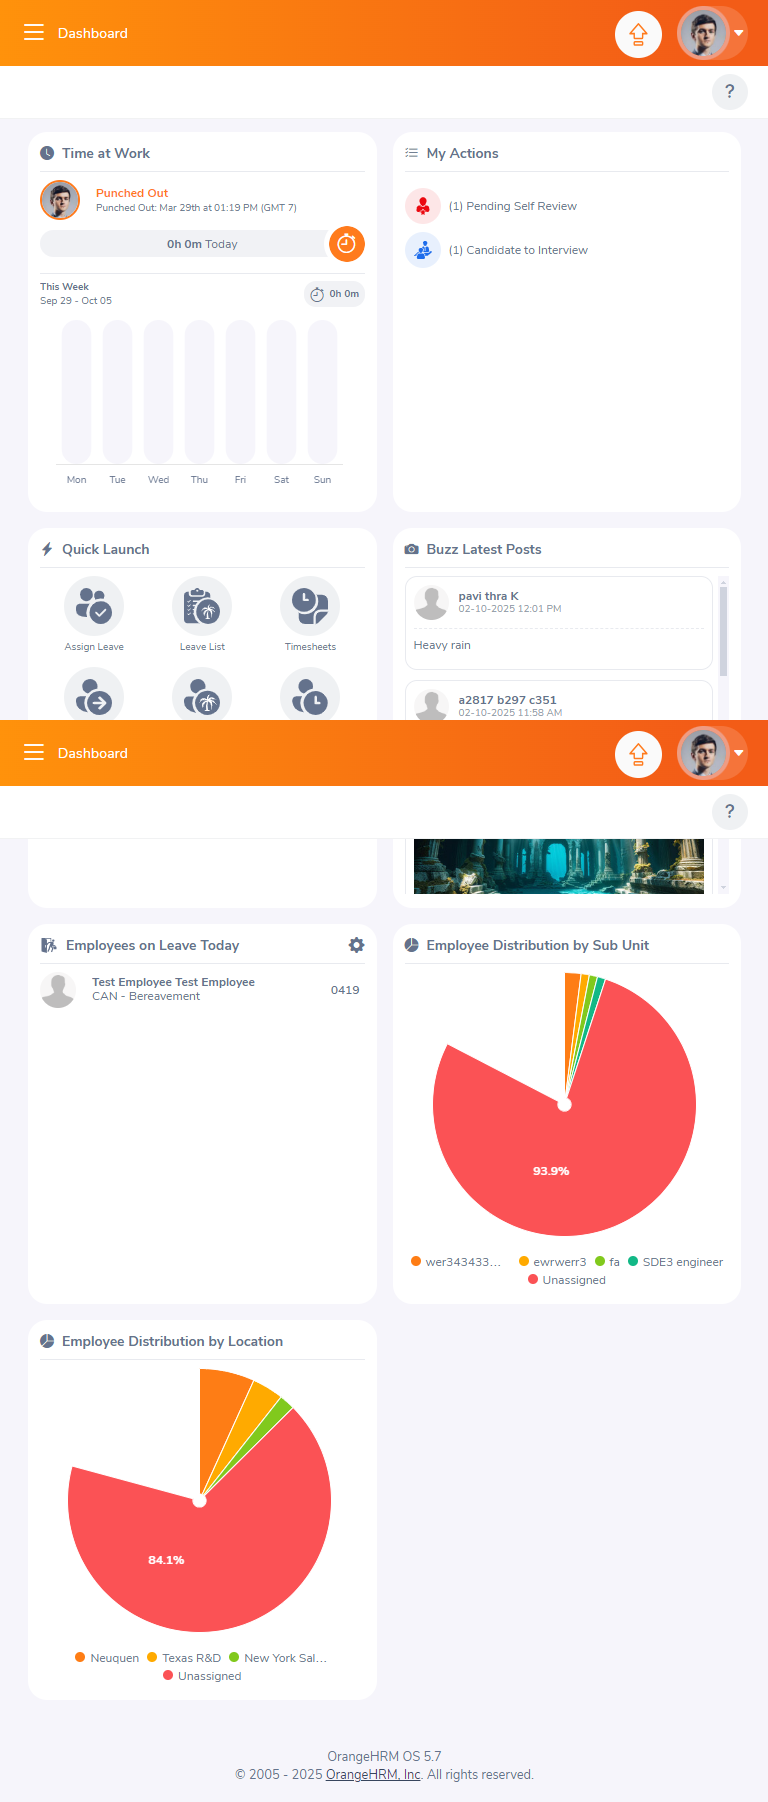 Dashboard
?
Time at Work
Punched Out
Punched Out: Mar 29th at 01:19 PM (GMT 7)
0h 0m Today
This Week
Sep 29 - Oct 05
0h 0m
Mon Tue Wed Thu Fri Sat Sun
My Actions
(1) Pending Self Review
(1) Candidate to Interview
Quick Launch
Assign Leave
Leave List
Timesheets
Buzz Latest Posts
pavi thra K
02-10-2025 12:01 PM
Heavy rain
a2817 b297 c351
02-10-2025 11:58 AM
Dashboard
?
Employees on Leave Today
Test Employee Test Employee
CAN - Bereavement
0419
Employee Distribution by Sub Unit
93.9%
wer343433... ewrwerr3 fa SDE3 engineer
Unassigned
Employee Distribution by Location
84.1%
Neuquen Texas R&D New York Sal...
Unassigned
OrangeHRM OS 5.7
© 2005 - 2025 OrangeHRM, Inc. All rights reserved.